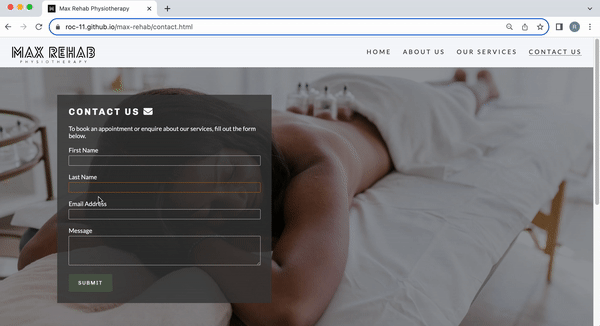 Max Rehab Physiotherapy
roc-11.github.io/max-rehab/contact.html
R
MAX REHAB
PHYSIOTHERAPY
HOME
ABOUT US
OUR SERVICES
CONTACT US
CONTACT US
To book an appointment or enquire about our services, fill out the form
below.
First Name
Last Name
Email Address
Message
SUBMIT